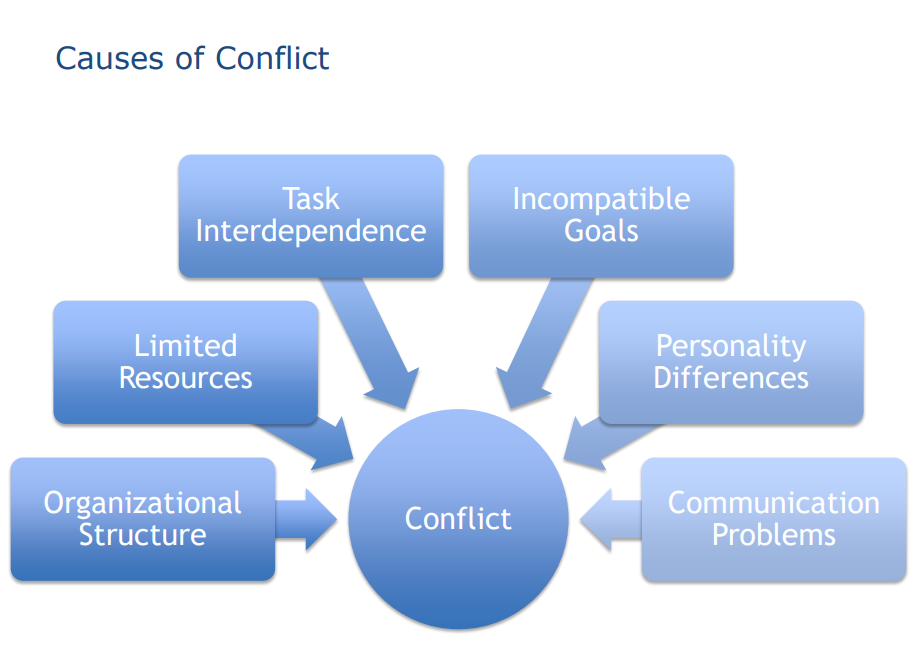 Causes of Conflict
Task
Interdependence
Incompatible
Goals
Limited
Resources
Personality
Differences
Organizational
Structure
Conflict
Communication
Problems